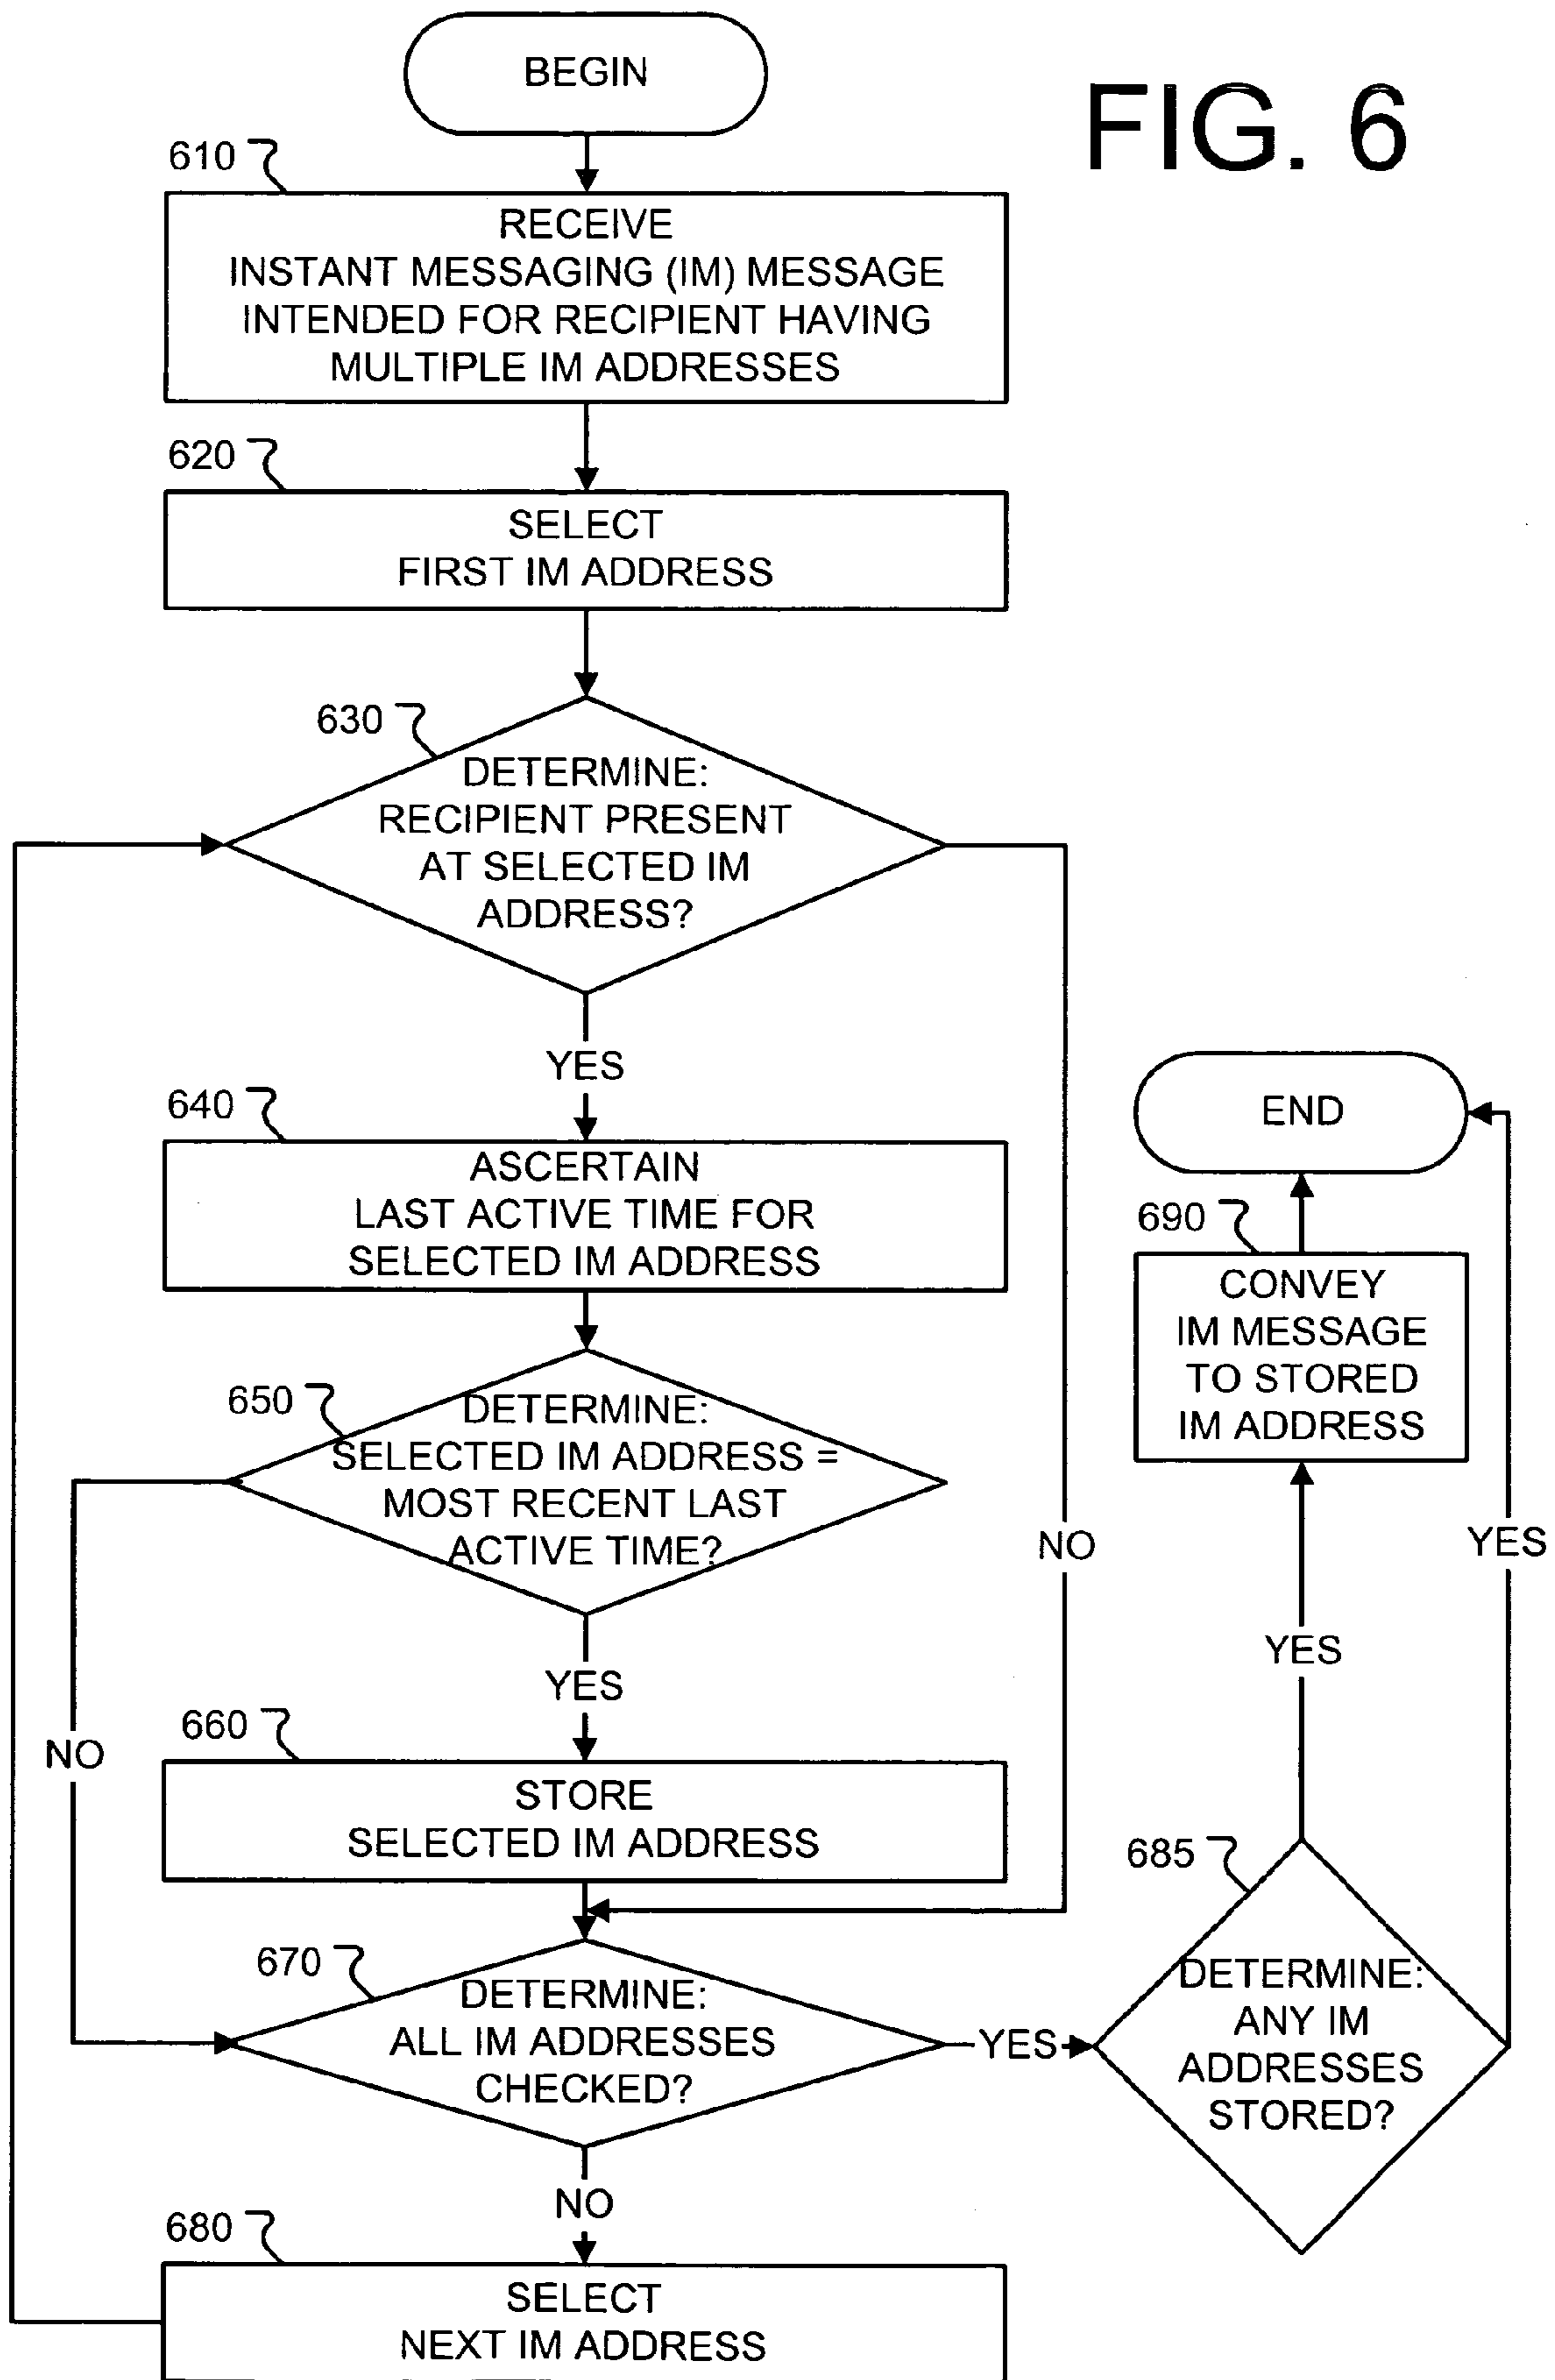 BEGIN
FIG. 6
610
RECEIVE
INSTANT MESSAGING (IM) MESSAGE
INTENDED FOR RECIPIENT HAVING
MULTIPLE IM ADDRESSES
620
SELECT
FIRST IM ADDRESS
630
DETERMINE:
RECIPIENT PRESENT
AT SELECTED IM
ADDRESS?
YES
640
ASCERTAIN
LAST ACTIVE TIME FOR
SELECTED IM ADDRESS
650
DETERMINE:
SELECTED IM ADDRESS =
MOST RECENT LAST
ACTIVE TIME?
NO
YES
NO
660
STORE
SELECTED IM ADDRESS
670
DETERMINE:
ALL IM ADDRESSES
CHECKED?
YES
NO
680
SELECT
NEXT IM ADDRESS
685
DETERMINE:
ANY IM
ADDRESSES
STORED?
YES
YES
690
CONVEY
IM MESSAGE
TO STORED
IM ADDRESS
END